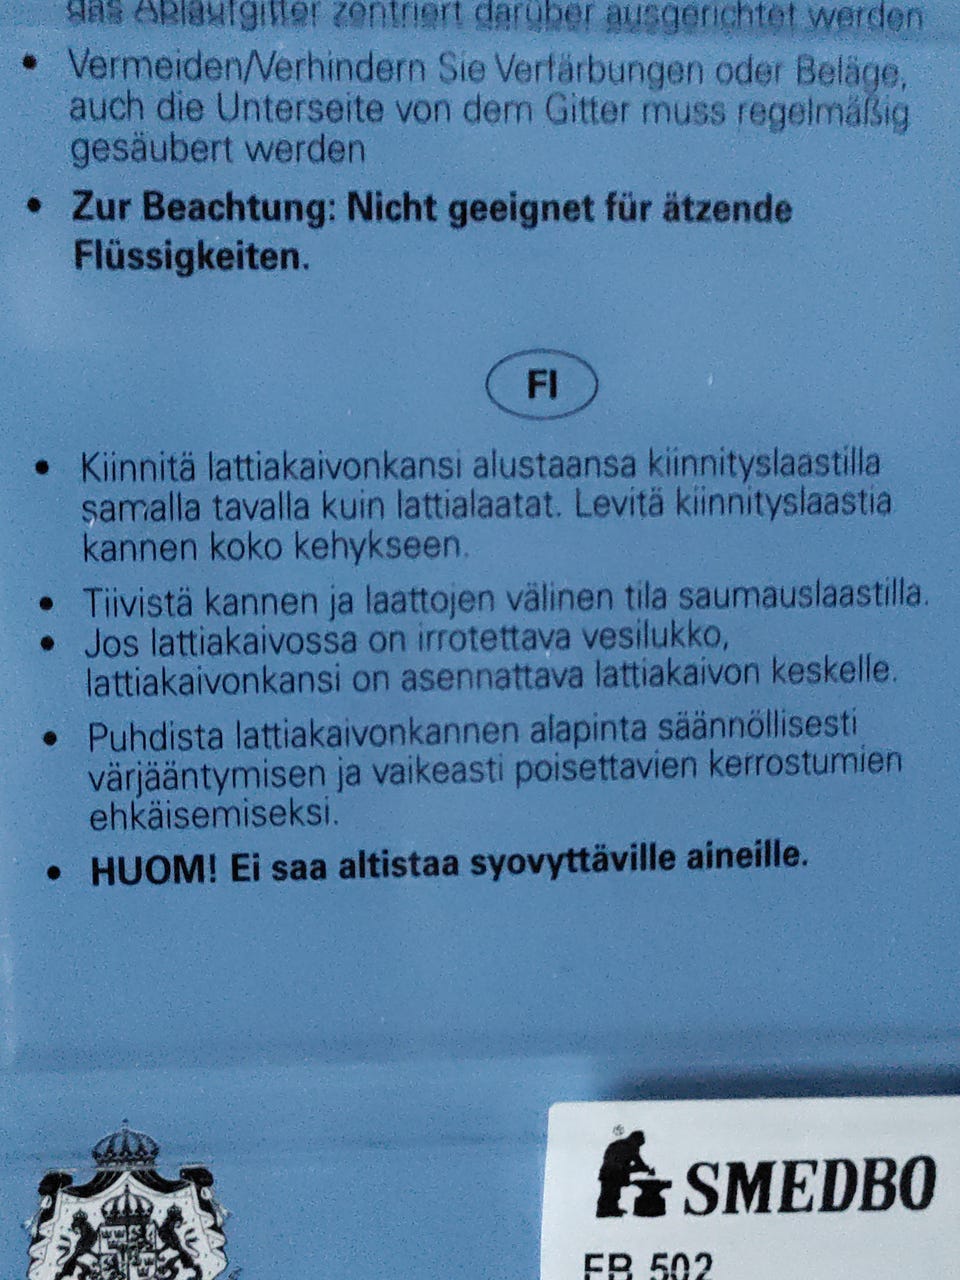 das Ablaufgitter zentriert darüber ausgerichtet werden
• Vermeiden/Verhindern Sie Verfärbungen oder Beläge,
auch die Unterseite von dem Gitter muss regelmäßig
gesäubert werden
• Zur Beachtung: Nicht geeignet für ätzende
Flüssigkeiten.
FI
• Kiinnitä lattiakaivonkansi alustaansa kiinnityslaastilla
samalla tavalla kuin lattialaatat. Levitä kiinnityslaastia
kannen koko kehykseen.
• Tiivistä kannen ja laattojen välinen tila saumauslaastilla.
• Jos lattiakaivossa on irrotettava vesilukko,
lattiakaivonkansi on asennattava lattiakaivon keskelle.
• Puhdista lattiakaivonkannen alapinta säännöllisesti
värjääntymisen ja vaikeasti poisettavien kerrostumien
ehkäisemiseksi.
• HUOM! Ei saa altistaa syovyttäville aineille.
SMEDBO
502